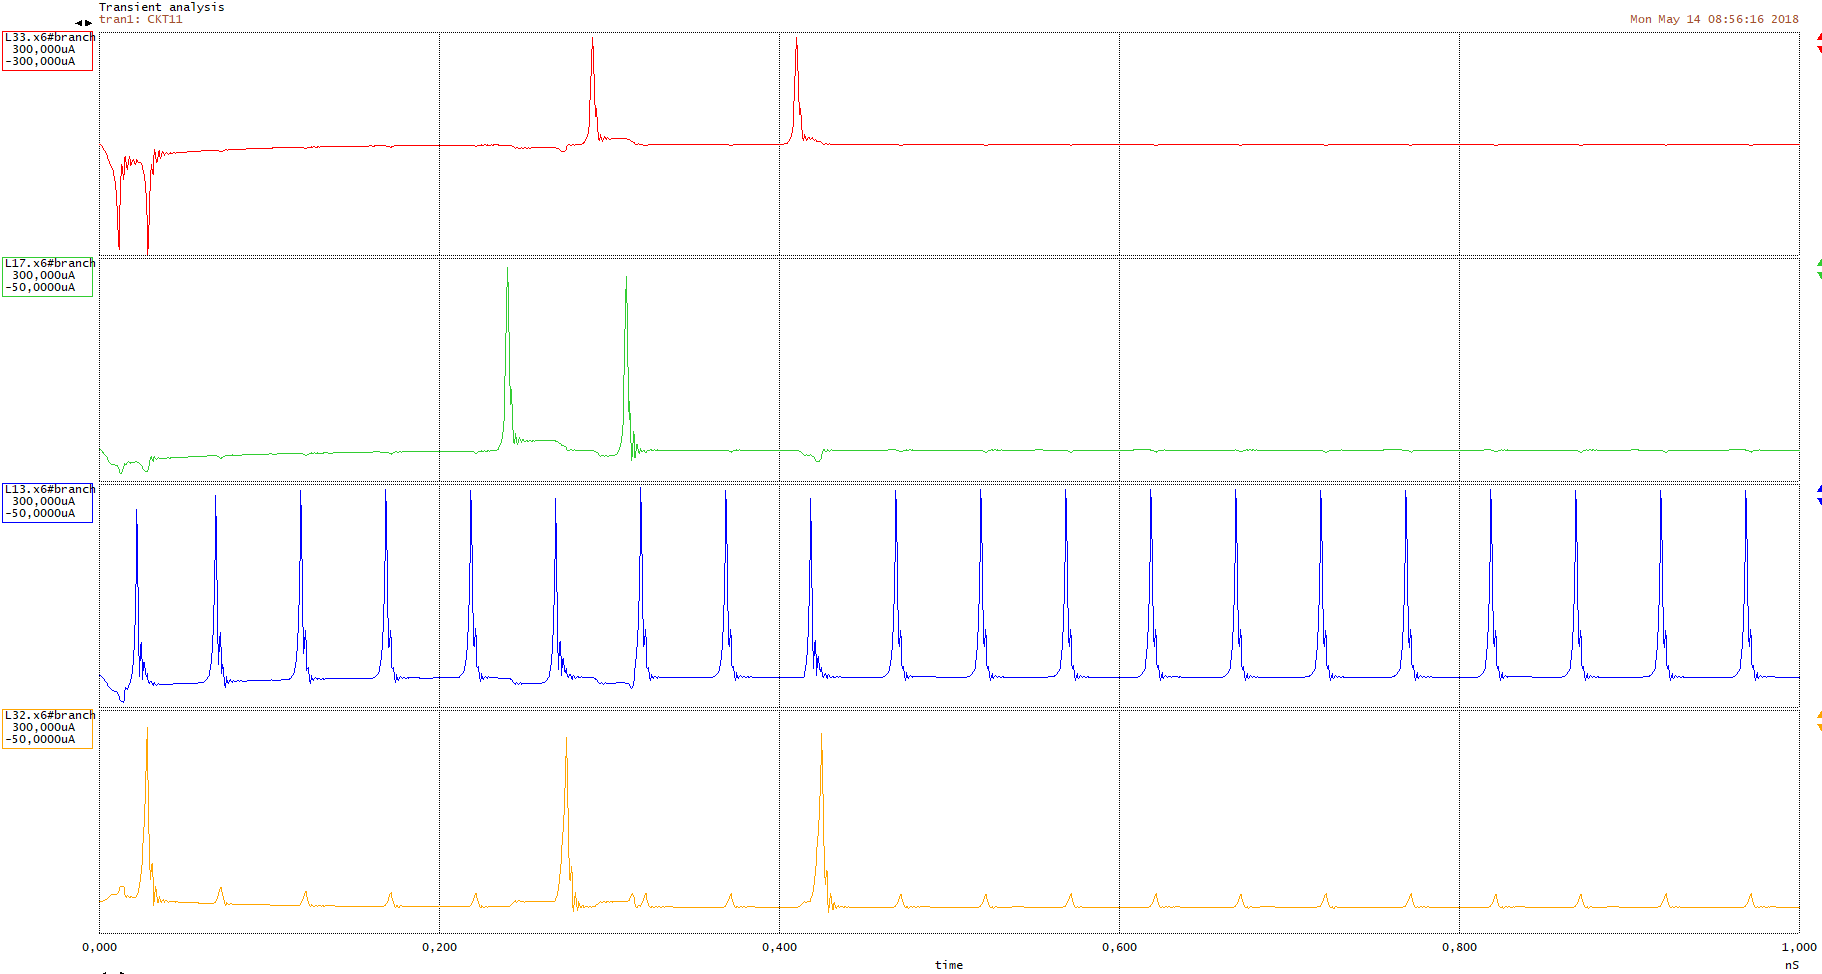 Transient analysis
tran1: CKT11
Mon May 14 08:56:16 2018
L33.x6#branch
300,000uA
-300,000uA
L17.x6#branch
300,000uA
-50,0000uA
L13.x6#branch
300,000uA
-50,0000uA
L32.x6#branch
300,000uA
-50,0000uA
0,000 0,200 0,400 0,600 0,800 1,000
time nS